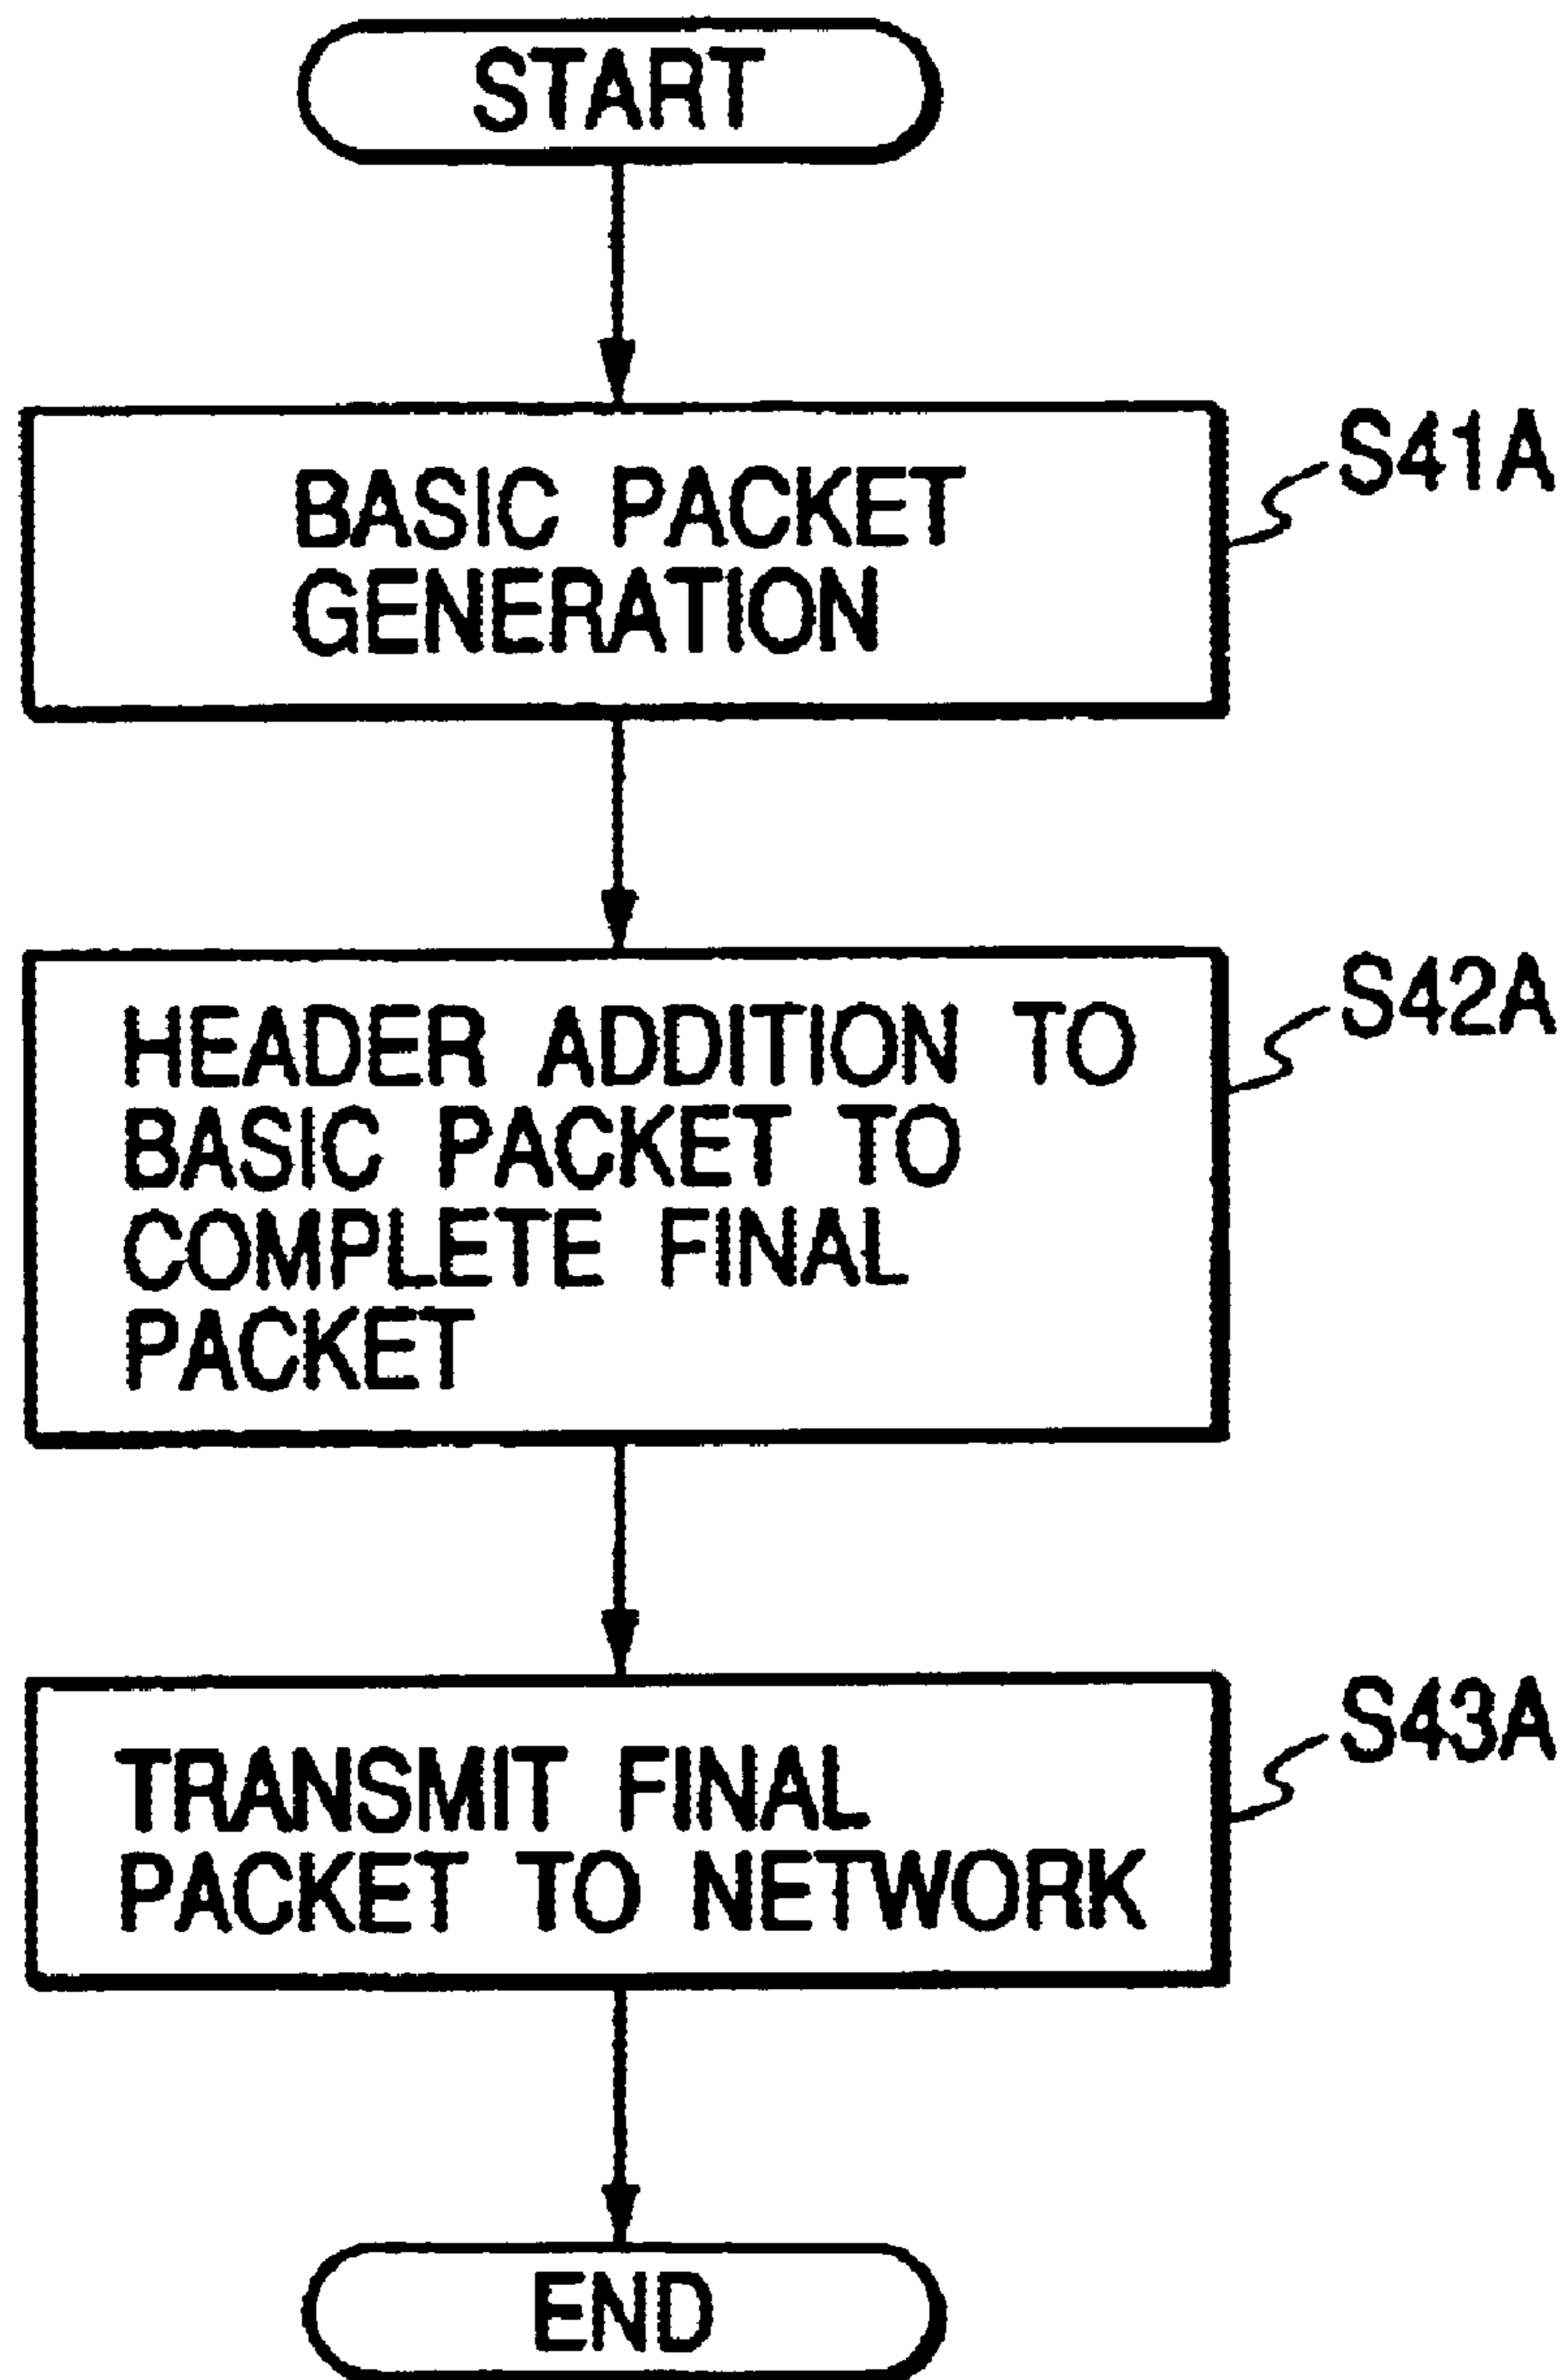 START
BASIC PACKET
GENERATION
S41A
HEADER ADDITION TO
BASIC PACKET TO
COMPLETE FINAL
PACKET
S42A
TRANSMIT FINAL
PACKET TO NETWORK
S43A
END